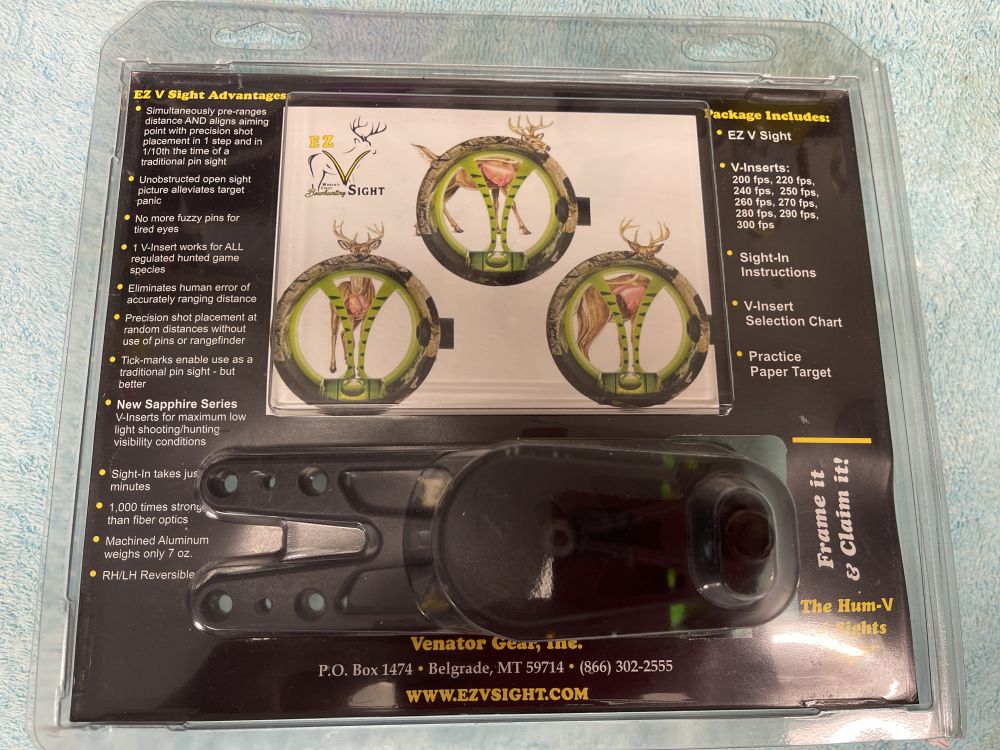 EZ V Sight Advantages:
• Simultaneously pre-ranges
distance AND aligns aiming
point with precision shot
placement in 1 step and in
1/10th the time of a
traditional pin sight
• Unobstructed open sight
picture alleviates target
panic
• No more fuzzy pins for
tired eyes
• 1 V-Insert works for ALL
regulated hunted game
species
• Eliminates human error of
accurately ranging distance
• Precision shot placement at
random distances without
use of pins or rangefinder
• Tick-marks enable use as a
traditional pin sight - but
better
• New Sapphire Series
V-Inserts for maximum low
light shooting/hunting
visibility conditions
• Sight-In takes jus
minutes
• 1,000 times strong
than fiber optics
• Machined Aluminum
weighs only 7 oz.
• RH/LH Reversible
EZ
V
WORLD'S
FIRST
Bowhunting SIGHT
Package Includes:
• EZ V Sight
• V-Inserts:
200 fps, 220 fps,
240 fps, 250 fps,
260 fps, 270 fps,
280 fps, 290 fps,
300 fps
• Sight-In
Instructions
• V-Insert
Selection Chart
• Practice
Paper Target
Frame it
& Claim it!
The Hum-V
Sights
Venator Gear, Inc.
P.O. Box 1474 • Belgrade, MT 59714 • (866) 302-2555
WWW.EZVSIGHT.COM